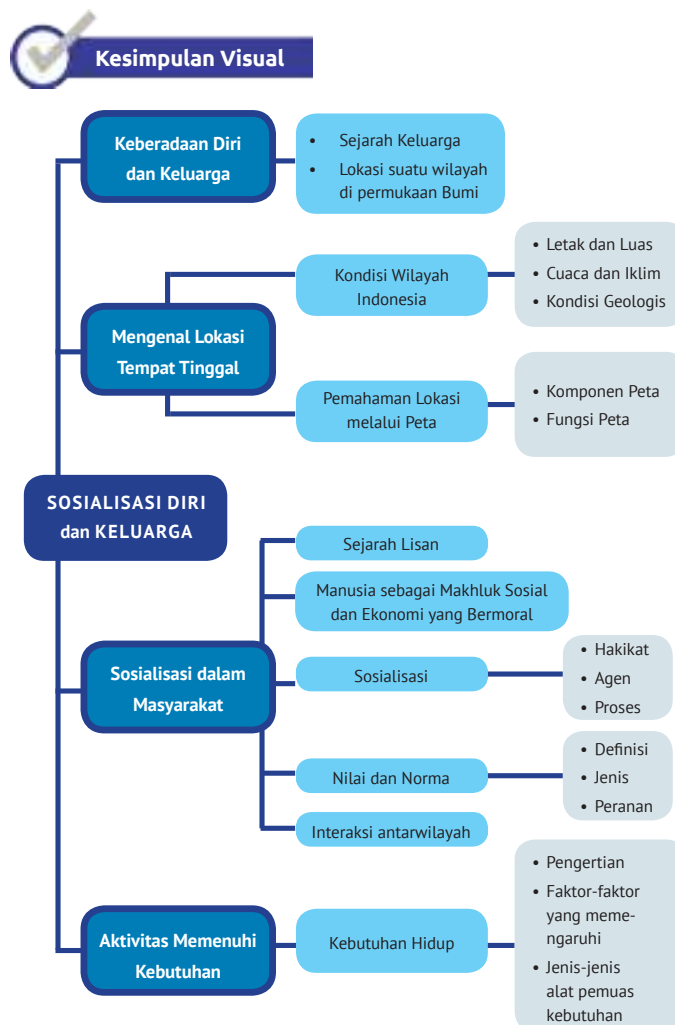 Kesimpulan Visual
Keberadaan Diri
dan Keluarga
• Sejarah Keluarga
• Lokasi suatu wilayah
di permukaan Bumi
Mengenal Lokasi
Tempat Tinggal
Kondisi Wilayah
Indonesia
• Letak dan Luas
• Cuaca dan Iklim
• Kondisi Geologis
Pemahaman Lokasi
melalui Peta
• Komponen Peta
• Fungsi Peta
SOSIALISASI DIRI
dan KELUARGA
Sosialisasi dalam
Masyarakat
Sejarah Lisan
Manusia sebagai Makhluk Sosial
dan Ekonomi yang Bermoral
Sosialisasi
• Hakikat
• Agen
• Proses
Nilai dan Norma
• Definisi
• Jenis
• Peranan
Interaksi antarwilayah
Aktivitas Memenuhi
Kebutuhan
Kebutuhan Hidup
• Pengertian
• Faktor-faktor
yang meme-
ngaruhi
• Jenis-jenis
alat pemuas
kebutuhan